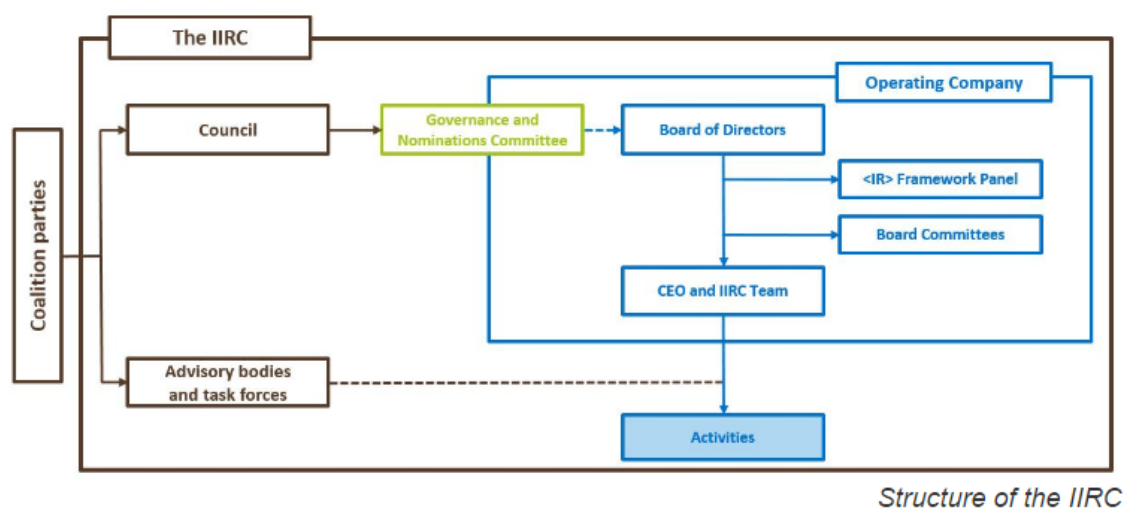 The IIRC
Operating Company
Coalition parties
Council
Governance and
Nominations Committee
Board of Directors
<IR> Framework Panel
Board Committees
CEO and IIRC Team
Advisory bodies
and task forces
Activities
Structure of the IIRC